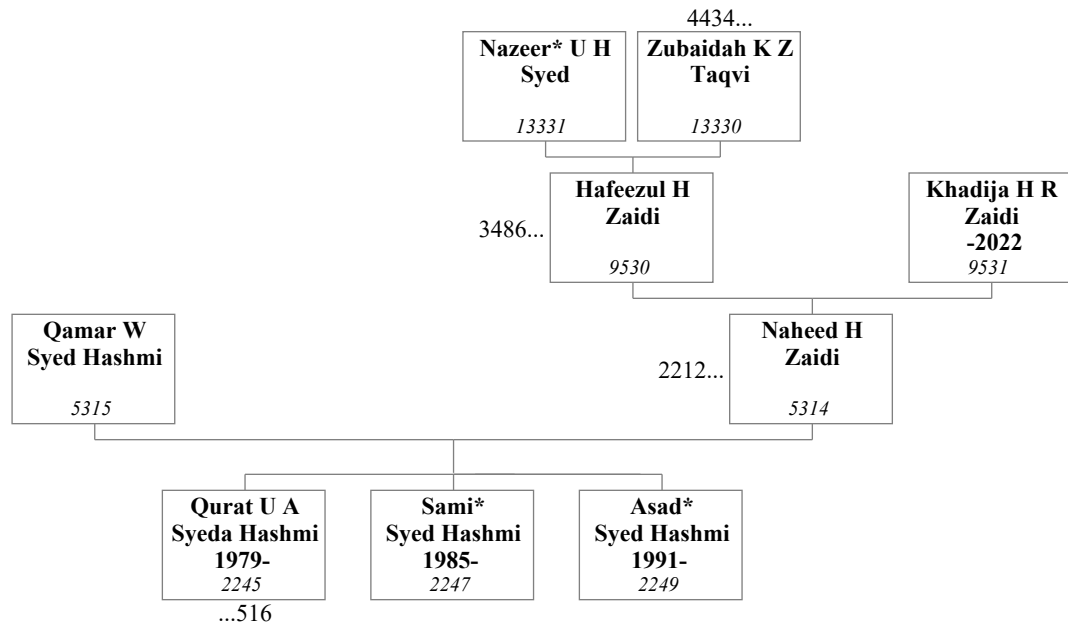 4434...
Nazeer* U H
Syed
13331
Zubaidah K Z
Taqvi
13330
3486...
Hafeezul H
Zaidi
9530
Khadija H R
Zaidi
-2022
9531
Qamar W
Syed Hashmi
5315
2212...
Naheed H
Zaidi
5314
Qurat U A
Syeda Hashmi
1979-
2245
...516
Sami*
Syed Hashmi
1985-
2247
Asad*
Syed Hashmi
1991-
2249